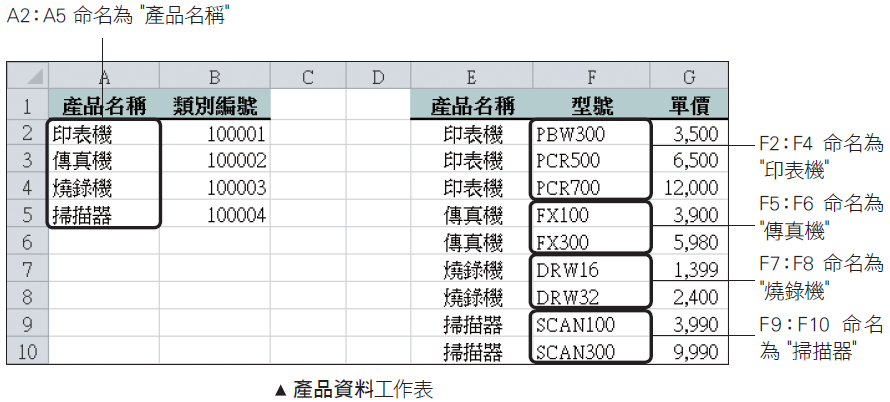 A2:A5 命名為 "產品名稱"
A B C D E F G
1 產品名稱 類別編號 產品名稱 型號 單價
2 印表機 100001 印表機 PBW300 3,500
3 傳真機 100002 印表機 PCR500 6,500
4 燒錄機 100003 印表機 PCR700 12,000
5 掃描器 100004 傳真機 FX100 3,900
6 傳真機 FX300 5,980
7 燒錄機 DRW16 1,399
8 燒錄機 DRW32 2,400
9 掃描器 SCAN100 3,990
10 掃描器 SCAN300 9,990
F2:F4 命名為
"印表機"
F5:F6 命名為
"傳真機"
F7:F8 命名為
"燒錄機"
F9:F10 命名
為 "掃描器"
▲ 產品資料工作表